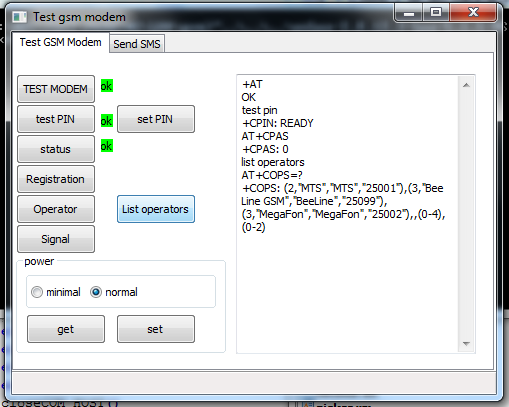 Test gsm modem
Test GSM Modem
Send SMS
TEST MODEM
ok
test PIN
ok
set PIN
status
ok
Registration
Operator
List operators
Signal
power
minimal
normal
get
set
+AT
OK
test pin
+CPIN: READY
AT+CPAS
+CPAS: 0
list operators
AT+COPS=?
+COPS: (2,"MTS","MTS","25001"),(3,"Bee
Line GSM","BeeLine","25099"),
(3,"MegaFon","MegaFon","25002"),,(0-4),
(0-2)